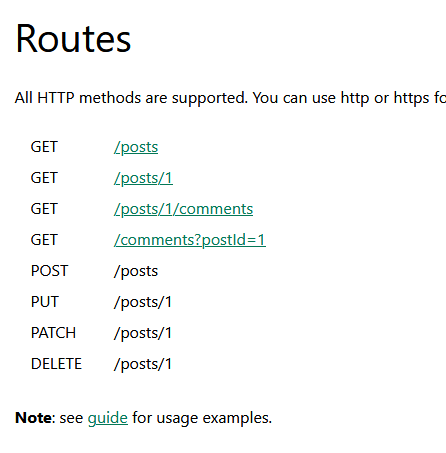 Routes
All HTTP methods are supported. You can use http or https fo
GET /posts
GET /posts/1
GET /posts/1/comments
GET /comments?postId=1
POST /posts
PUT /posts/1
PATCH /posts/1
DELETE /posts/1
Note: see guide for usage examples.